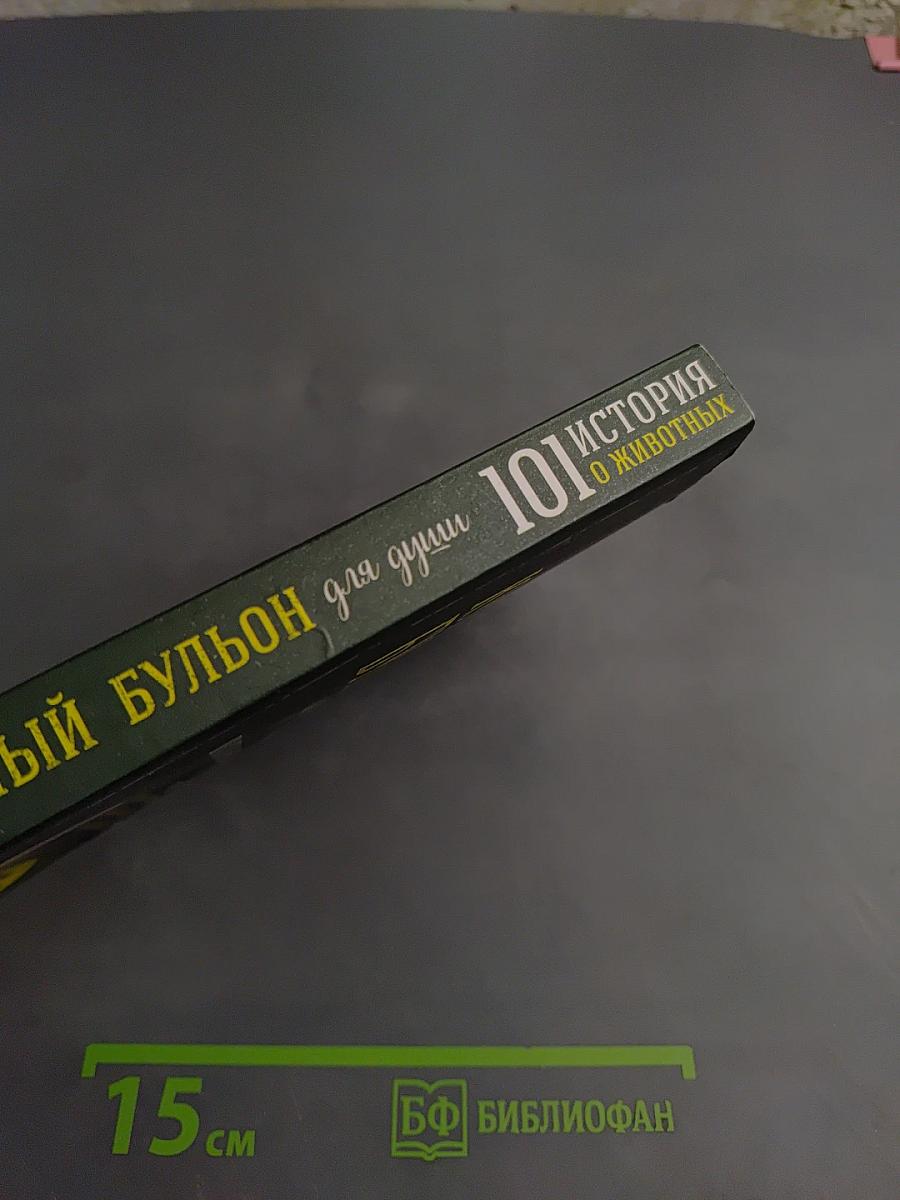 ЫЙ БУЛЬОН для души 101 ИСТОРИЯ
О ЖИВОТНЫХ
15 см
БФ БИБЛИОФАН